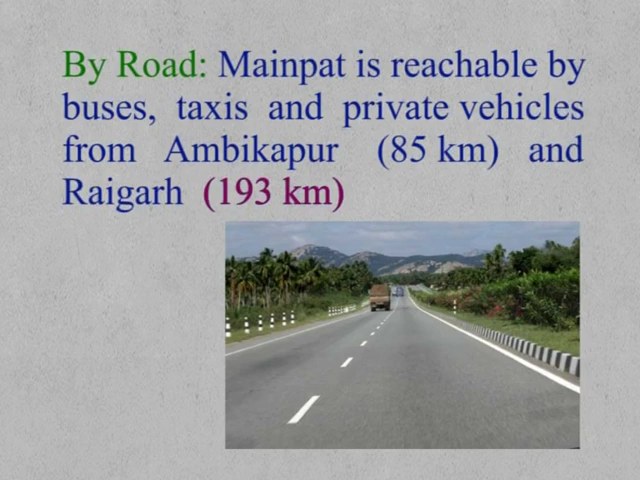 By Road: Mainpat is reachable by
buses, taxis and private vehicles
from Ambikapur (85 km) and
Raigarh (193 km)